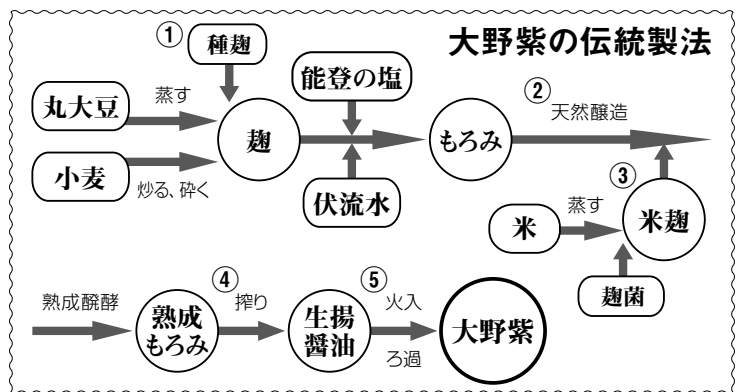 大野紫の伝統製法
①
種麹
丸大豆
蒸す
小麦
炒る、砕く
麹
能登の塩
伏流水
もろみ
②
天然醸造
③
米
蒸す
米麹
麹菌
熟成醗酵
熟成
もろみ
④
搾り
生揚
醤油
⑤
火入
ろ過
大野紫